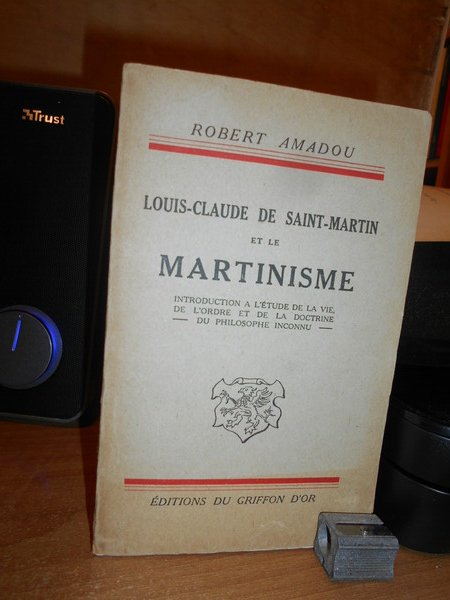 Trust
ROBERT AMADOU
LOUIS-CLAUDE DE SAINT-MARTIN
ET LE
MARTINISME
INTRODUCTION A L'ÉTUDE DE LA VIE,
DE L'ORDRE ET DE LA DOCTRINE
— DU PHILOSOPHE INCONNU —
ÉDITIONS DU GRIFFON D'OR